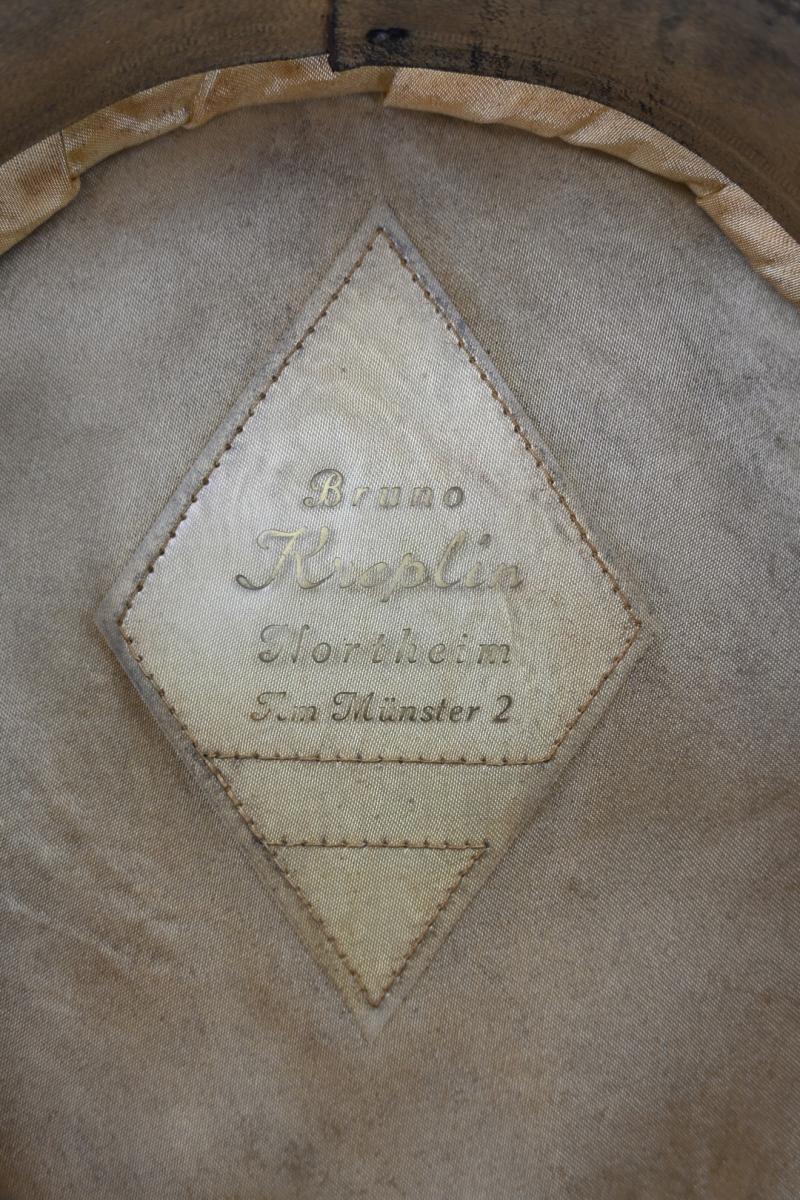 Bruno
Kreplin
Northeim
Am Münster 2